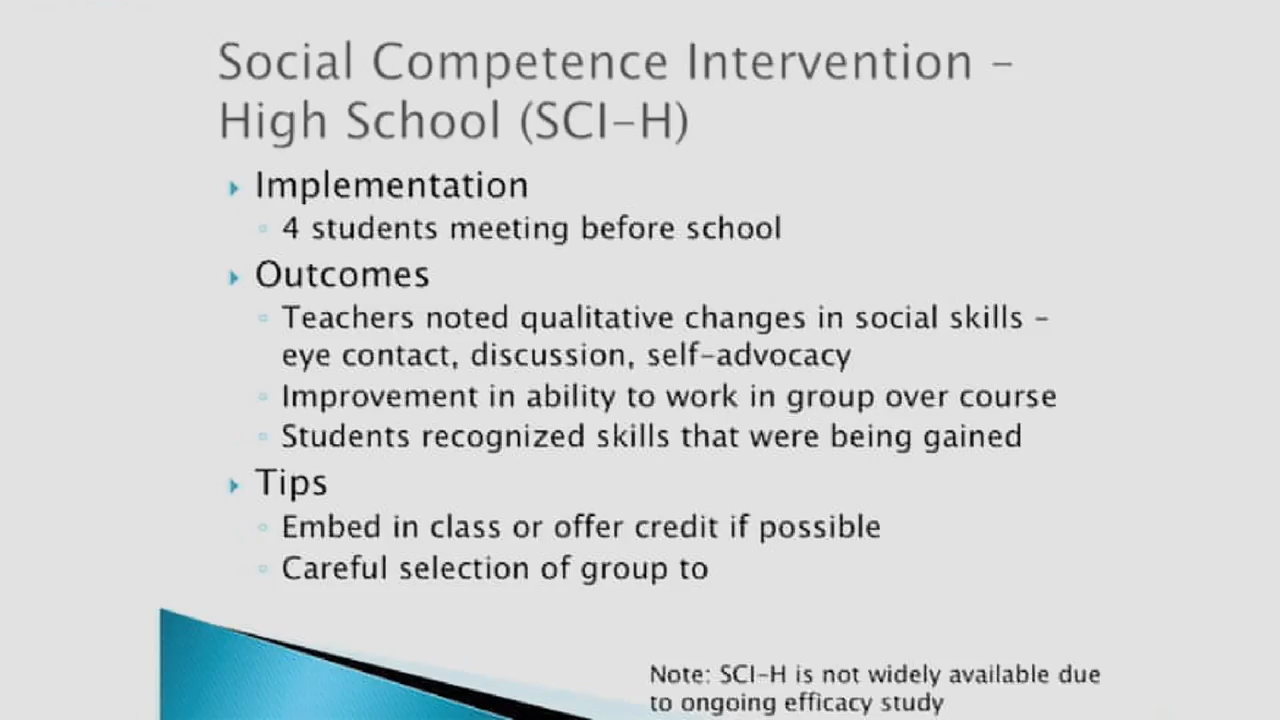 Social Competence Intervention –
High School (SCI-H)
Implementation
4 students meeting before school
Outcomes
Teachers noted qualitative changes in social skills –
eye contact, discussion, self-advocacy
Improvement in ability to work in group over course
Students recognized skills that were being gained
Tips
Embed in class or offer credit if possible
Careful selection of group to
Note: SCI-H is not widely available due
to ongoing efficacy study